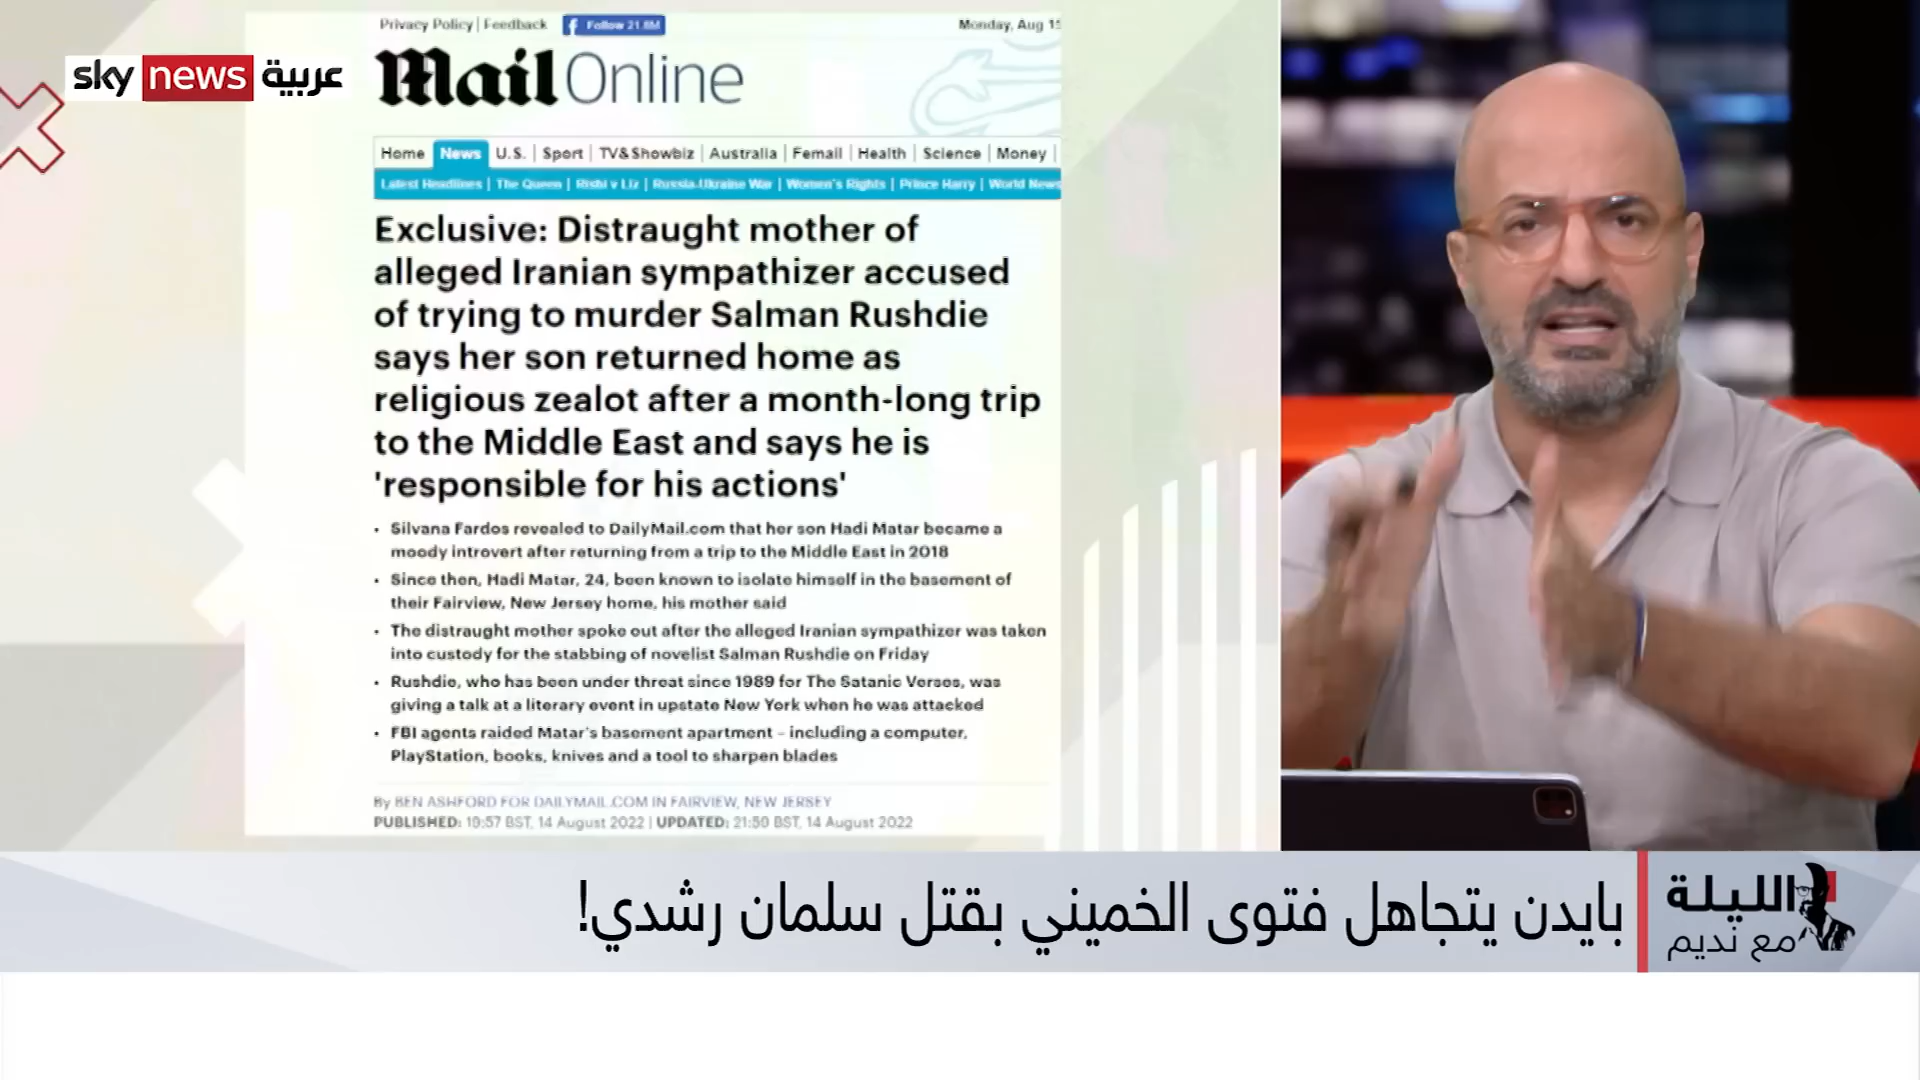 sky news عربية
Privacy Policy | Feedback
Follow 21.8M
Monday, Aug 15
Mail Online
Home News U.S. | Sport | TV&Showbiz | Australia | Femail | Health | Science | Money |
Latest Headlines | The Queen | Rishi v Liz | Russia-Ukraine War | Women's Rights | Prince Harry | World News
Exclusive: Distraught mother of
alleged Iranian sympathizer accused
of trying to murder Salman Rushdie
says her son returned home as
religious zealot after a month-long trip
to the Middle East and says he is
'responsible for his actions'
• Silvana Fardos revealed to DailyMail.com that her son Hadi Matar became a
moody introvert after returning from a trip to the Middle East in 2018
• Since then, Hadi Matar, 24, been known to isolate himself in the basement of
their Fairview, New Jersey home, his mother said
• The distraught mother spoke out after the alleged Iranian sympathizer was taken
into custody for the stabbing of novelist Salman Rushdie on Friday
• Rushdie, who has been under threat since 1989 for The Satanic Verses, was
giving a talk at a literary event in upstate New York when he was attacked
• FBI agents raided Matar's basement apartment – including a computer,
PlayStation, books, knives and a tool to sharpen blades
By BEN ASHFORD FOR DAILYMAIL.COM IN FAIRVIEW, NEW JERSEY
PUBLISHED: 10:57 BST, 14 August 2022 | UPDATED: 21:50 BST, 14 August 2022
الليلة
مع نديم
بايدن يتجاهل فتوى الخميني بقتل سلمان رشدي!